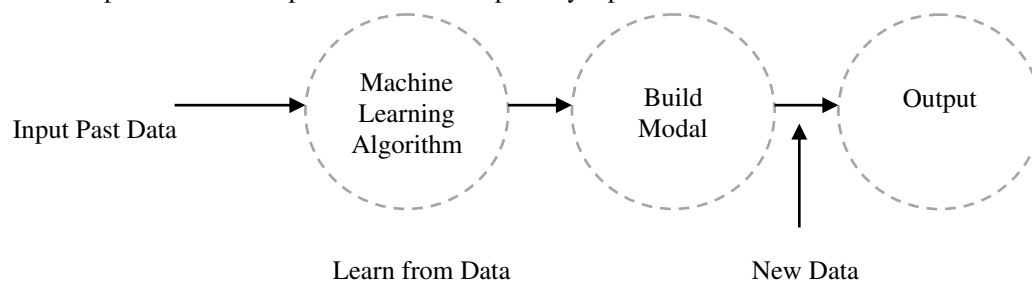 Input Past Data
Machine
Learning
Algorithm
Build
Modal
Output
Learn from Data
New Data